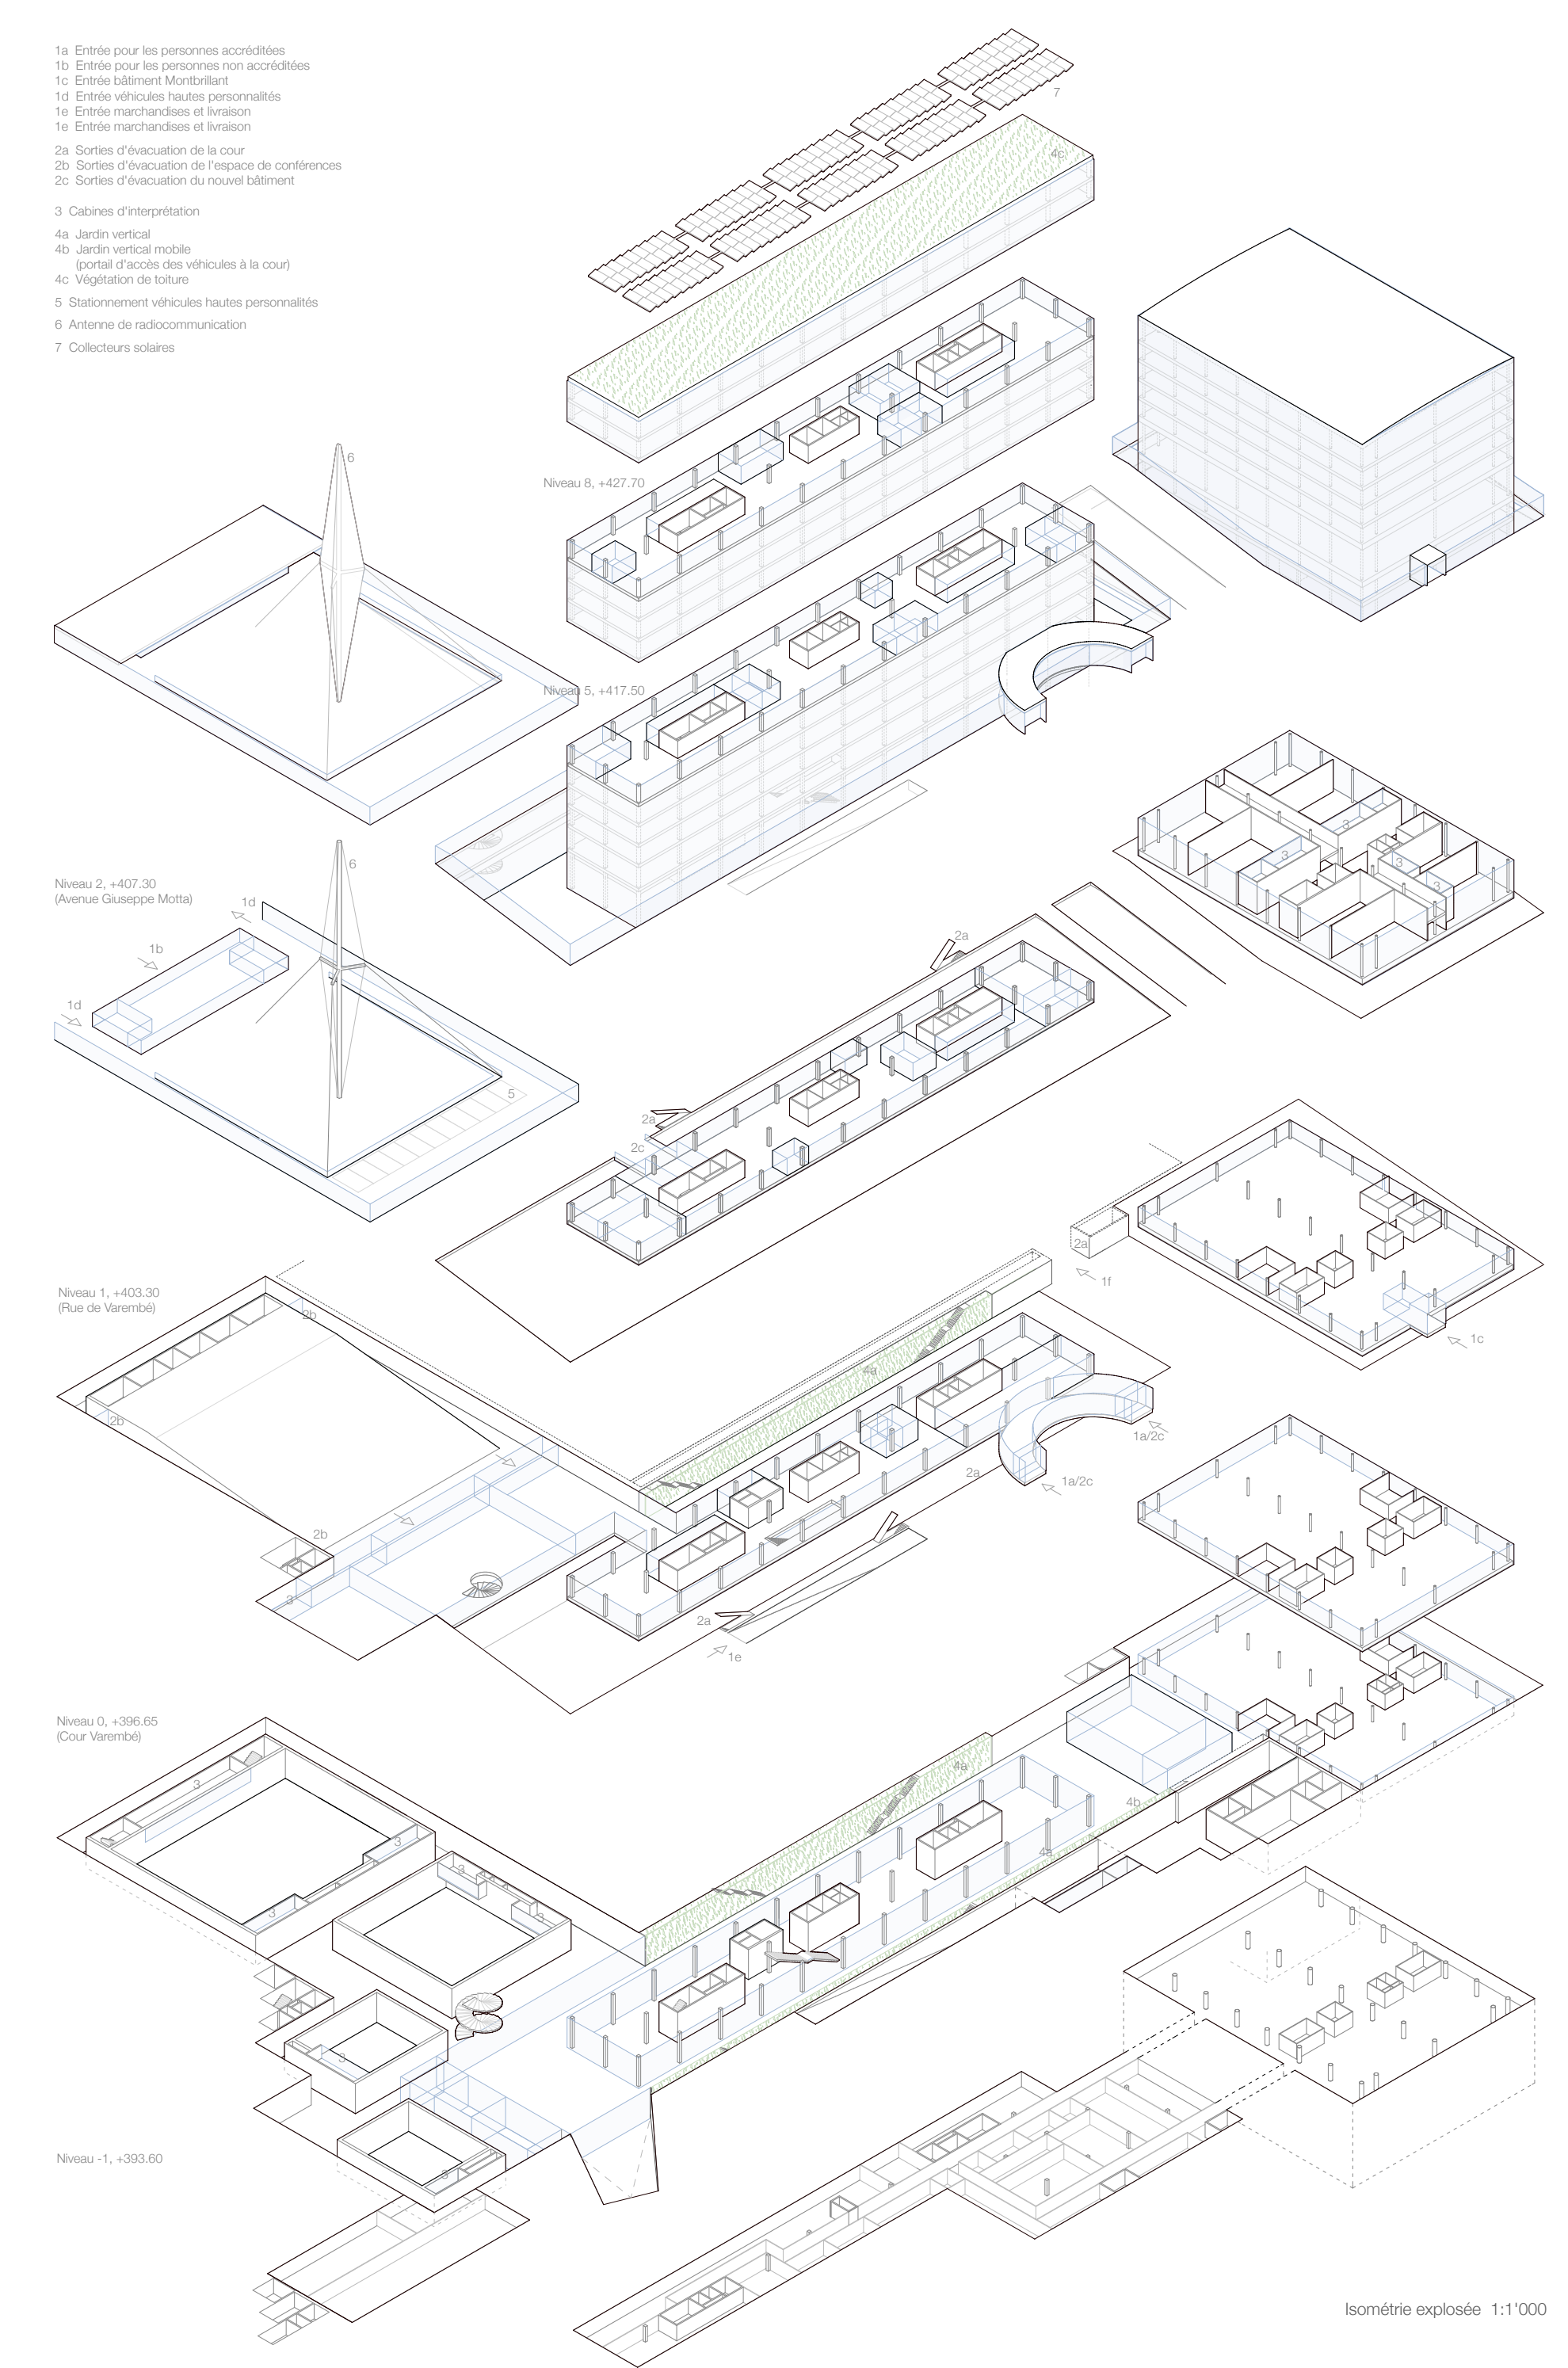 1a Entrée pour les personnes accréditées
1b Entrée pour les personnes non accréditées
1c Entrée bâtiment Montbrillant
1d Entrée véhicules hautes personnalités
1e Entrée marchandises et livraison
1e Entrée marchandises et livraison
2a Sorties d'évacuation de la cour
2b Sorties d'évacuation de l'espace de conférences
2c Sorties d'évacuation du nouvel bâtiment
3 Cabines d'interprétation
4a Jardin vertical
4b Jardin vertical mobile
(portail d'accès des véhicules à la cour)
4c Végétation de toiture
5 Stationnement véhicules hautes personnalités
6 Antenne de radiocommunication
7 Collecteurs solaires
7
4c
6
Niveau 8, +427.70
Niveau 5, +417.50
3
3
3
3
6
Niveau 2, +407.30
(Avenue Giuseppe Motta)
1d
1b
1d
5
2a
2a
2c
2a
1f
1c
Niveau 1, +403.30
(Rue de Varembé)
2b
2b
4a
1a/2c
1a/2c
2a
2b
3
2a
1e
Niveau 0, +396.65
(Cour Varembé)
3
3
3
3
3
4a
4b
4a
3
3
Niveau -1, +393.60
Isométrie explosée 1:1'000